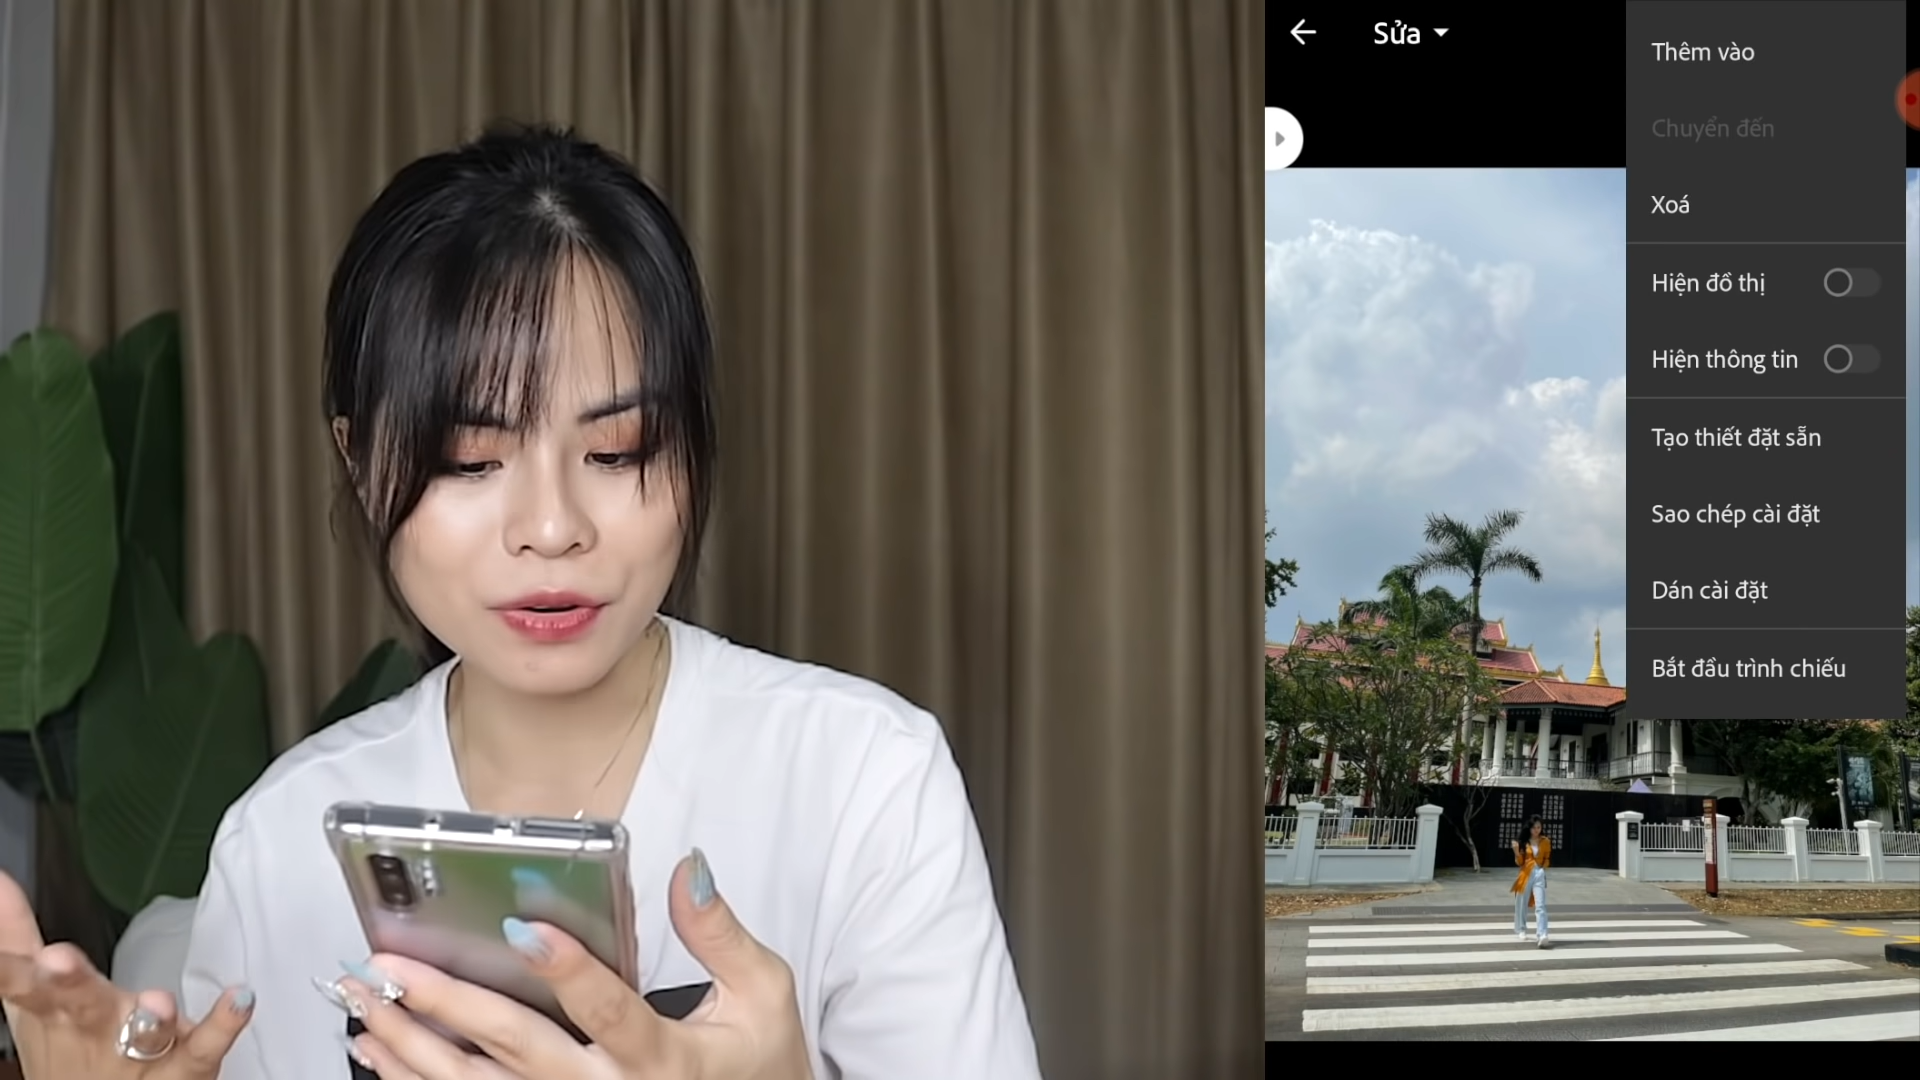 Sửa
Thêm vào
Chuyển đến
Xoá
Hiện đồ thị
Hiện thông tin
Tạo thiết đặt sẵn
Sao chép cài đặt
Dán cài đặt
Bắt đầu trình chiếu